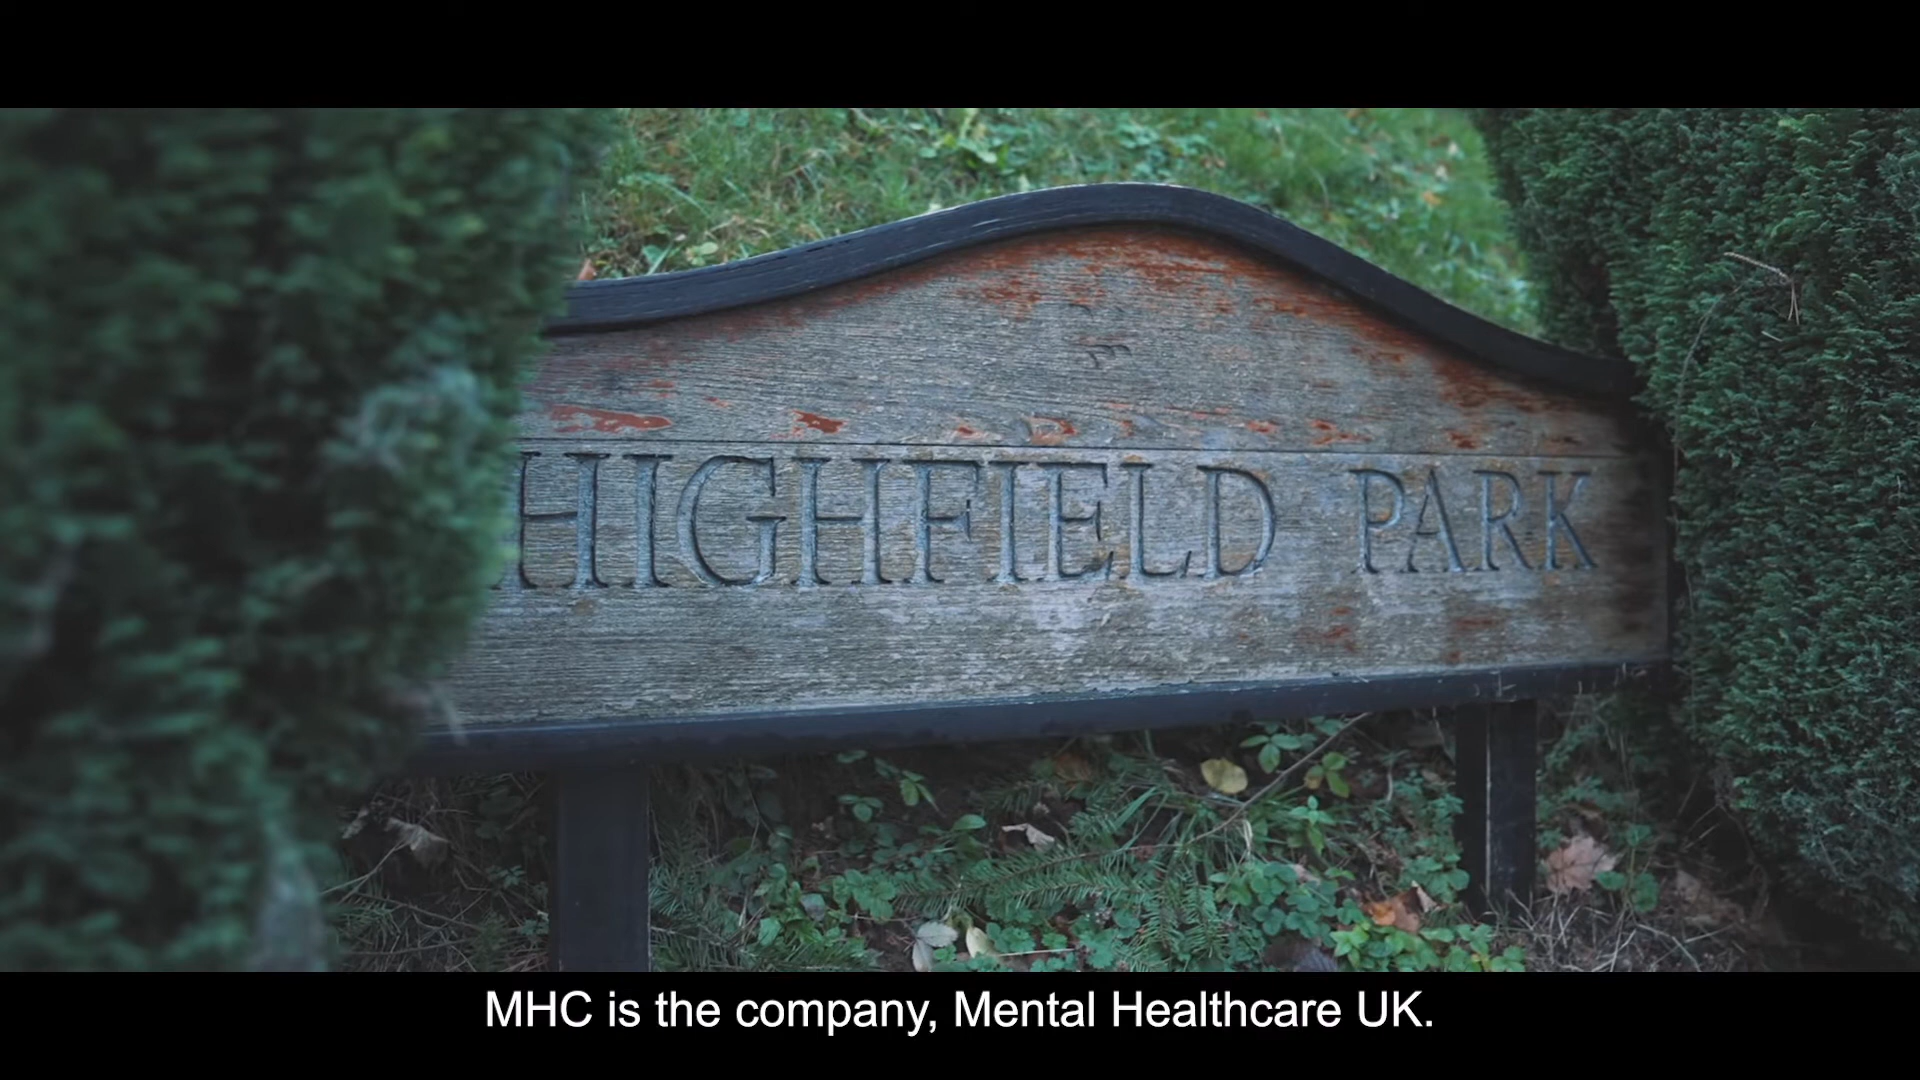 HIGHFIELD PARK
MHC is the company, Mental Healthcare UK.